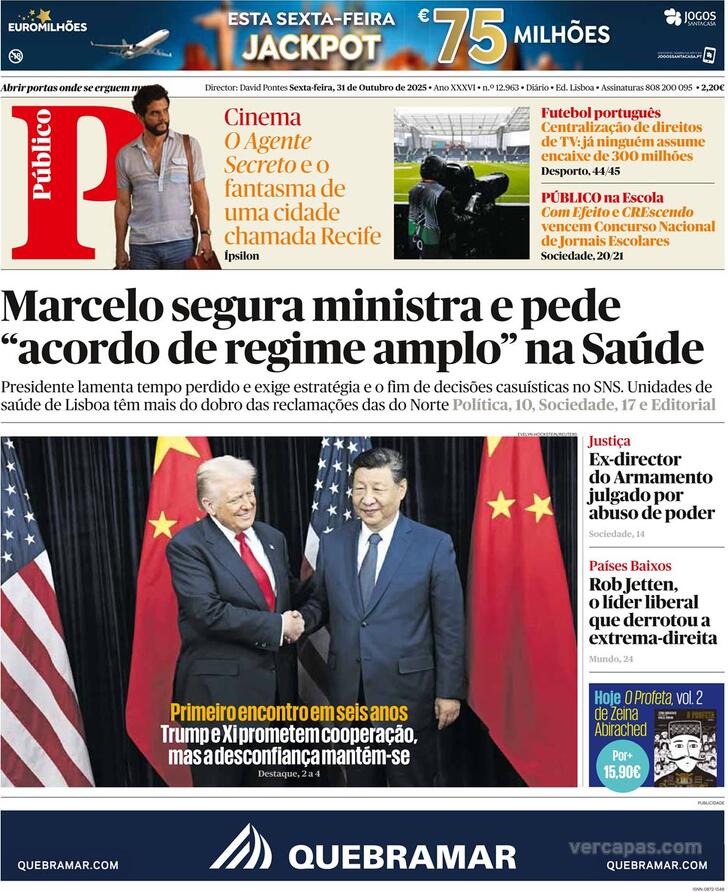 EUROMILHÕES
ESTA SEXTA-FEIRA
JACKPOT
€75 MILHÕES
JOGOS
SANTA CASA
JOGOSSANTACASA.PT
Abrir portas onde se erguem m
Director: David Pontes Sexta-feira, 31 de Outubro de 2025 • Ano XXXVI • n.º 12.963 • Diário • Ed. Lisboa • Assinaturas 808 200 095 • 2,20€
Público
P
Cinema
O Agente
Secreto e o
fantasma de
uma cidade
chamada Recife
Ípsilon
Futebol português
Centralização de direitos
de TV: já ninguém assume
encaixe de 300 milhões
Desporto, 44/45
PÚBLICO na Escola
Com Efeito e CREscendo
vencem Concurso Nacional
de Jornais Escolares
Sociedade, 20/21
Marcelo segura ministra e pede
“acordo de regime amplo” na Saúde
Presidente lamenta tempo perdido e exige estratégia e o fim de decisões casuísticas no SNS. Unidades de
saúde de Lisboa têm mais do dobro das reclamações das do Norte Política, 10, Sociedade, 17 e Editorial
EVELYN HOCKSTEIN/REUTERS
Primeiro encontro em seis anos
Trump e Xi prometem cooperação,
mas a desconfiança mantém-se
Destaque, 2 a 4
Justiça
Ex-director
do Armamento
julgado por
abuso de poder
Sociedade, 14
Países Baixos
Rob Jetten,
o líder liberal
que derrotou a
extrema-direita
Mundo, 24
Hoje O Profeta, vol. 2
de Zeina
Abirached
Por+
15,90€
O PROFETA
PUBLICIDADE
QUEBRAMAR.COM
QUEBRAMAR
QUEBRAMAR.COM
vercapas.com
ISNN-0872-1548